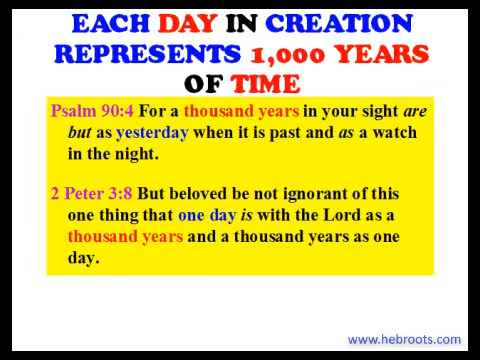 EACH DAY IN CREATION
REPRESENTS 1,000 YEARS
OF TIME
Psalm 90:4 For a thousand years in your sight are
but as yesterday when it is past and as a watch
in the night.
2 Peter 3:8 But beloved be not ignorant of this
one thing that one day is with the Lord as a
thousand years and a thousand years as one
day.
www.hebroots.com